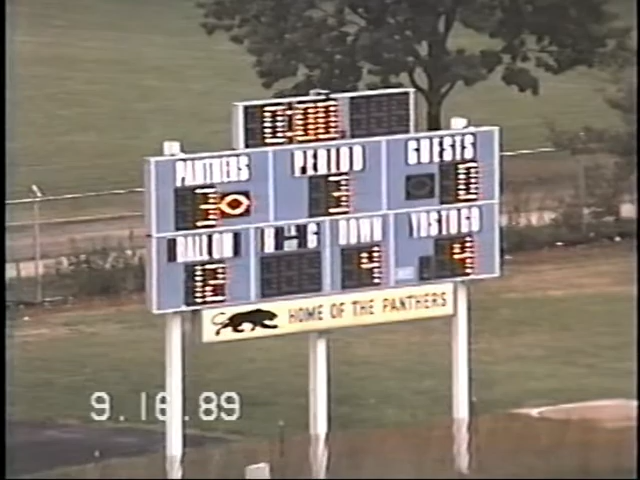 PANTHERS PERIOD GUESTS
BALL ON DOWN YDS TO GO
HOME OF THE PANTHERS
9.16.89